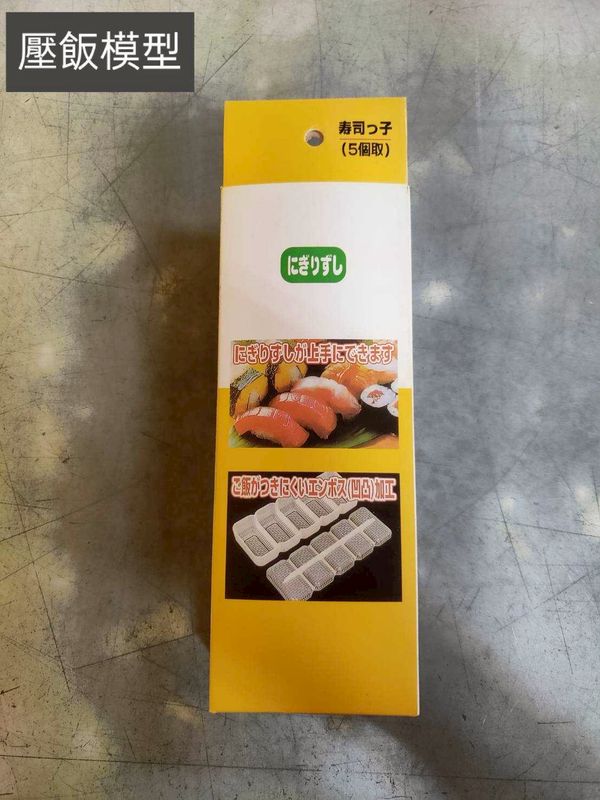 壓飯模型
寿司っ子
(5個取)
にぎりずし
にぎりずしが上手にできます
ご飯がつきにくいエンボス(凹凸)加工